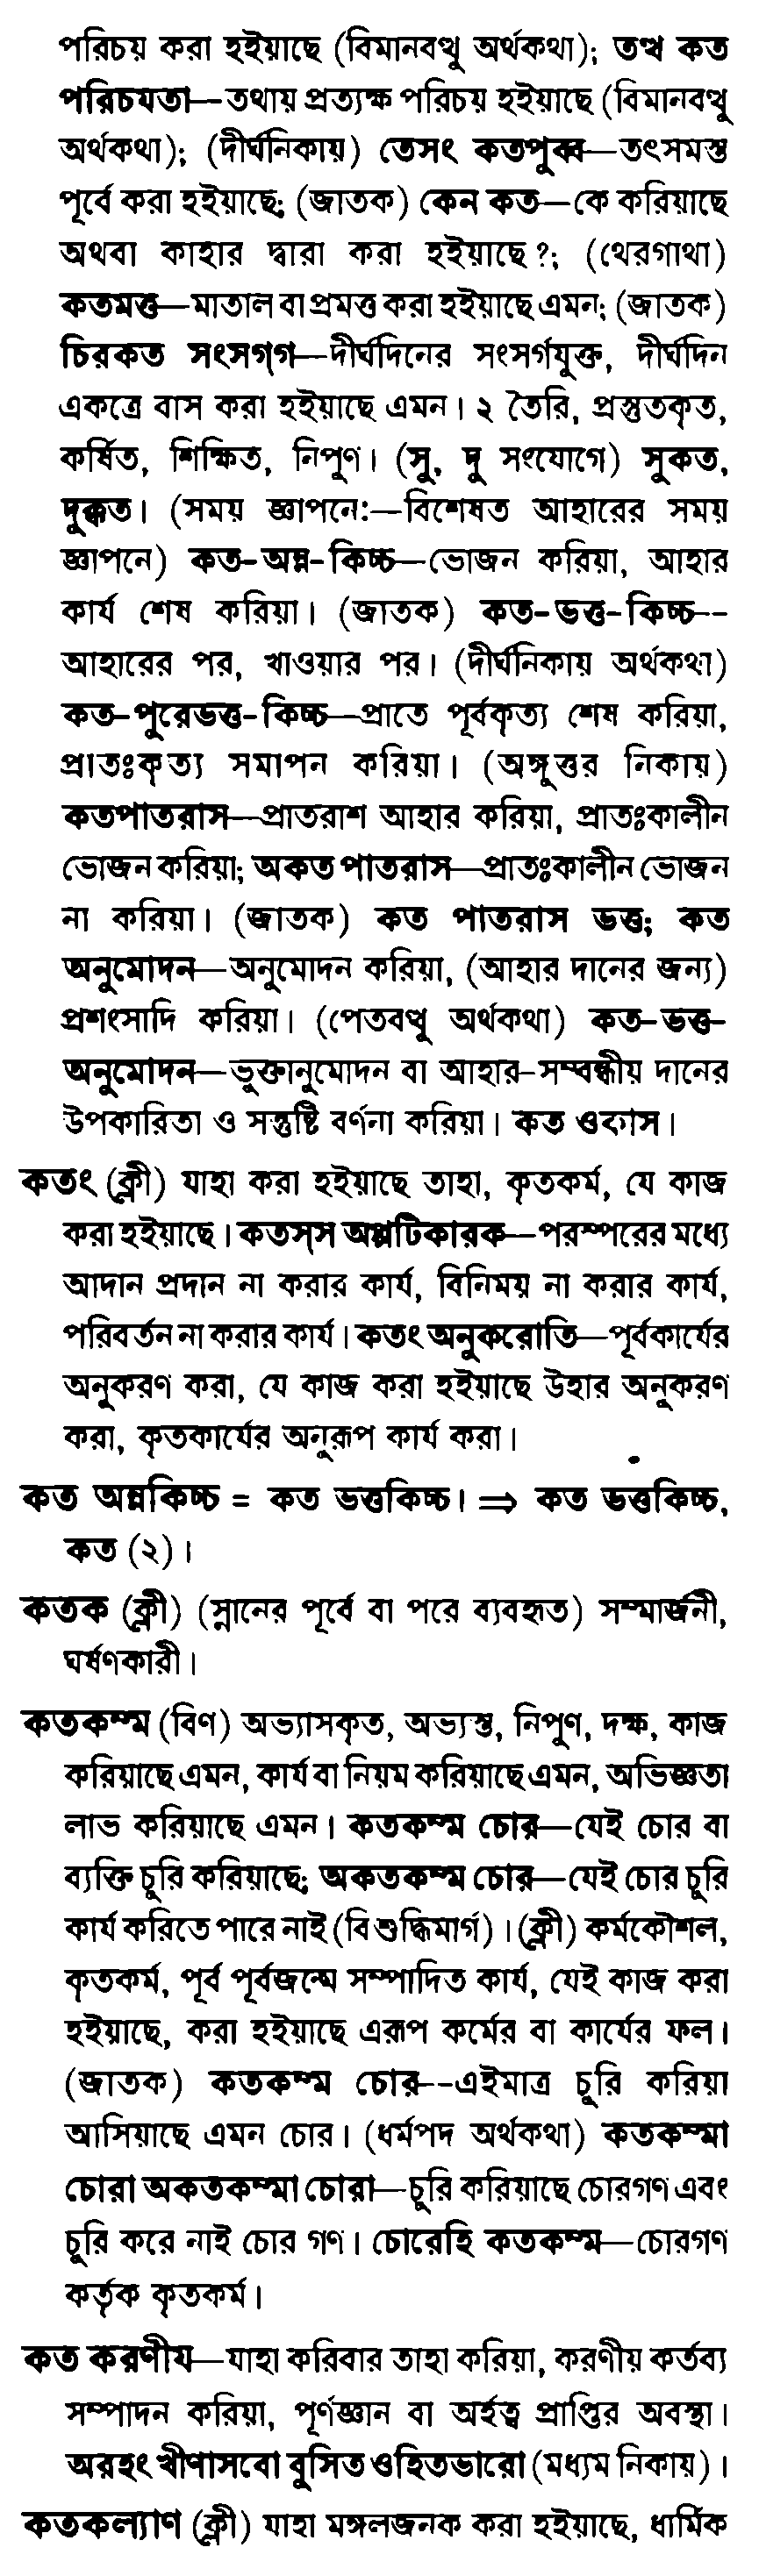 পরিচয় করা হইয়াছে (বিমানবত্থু অর্থকথা); তত্থ কত
পরিচযতা—তথায় প্রত্যক্ষ পরিচয় হইয়াছে (বিমানবত্থু
অর্থকথা); (দীর্ঘনিকায়) তেসং কতপুব্ব—তৎসমস্ত
পূর্বে করা হইয়াছে; (জাতক) কেন কত—কে করিয়াছে
অথবা কাহার দ্বারা করা হইয়াছে?; (থেরগাথা)
কতমত্ত—মাতাল বা প্রমত্ত করা হইয়াছে এমন; (জাতক)
চিরকত সংসগ্‌গ—দীর্ঘদিনের সংসর্গযুক্ত, দীর্ঘদিন
একত্রে বাস করা হইয়াছে এমন। ২ তৈরি, প্রস্তুতকৃত,
কর্ষিত, শিক্ষিত, নিপুণ। (সু, দু সংযোগে) সুকত,
দুক্কত। (সময় জ্ঞাপনে:—বিশেষত আহারের সময়
জ্ঞাপনে) কত-অন্ন-কিচ্চ—ভোজন করিয়া, আহার
কার্য শেষ করিয়া। (জাতক) কত-ভত্ত-কিচ্চ--
আহারের পর, খাওয়ার পর। (দীর্ঘনিকায় অর্থকথা)
কত-পুরেভত্ত-কিচ্চ—প্রাতে পূর্বকৃত্য শেষ করিয়া,
প্রাতঃকৃত্য সমাপন করিয়া। (অঙ্গুত্তর নিকায়)
কতপাতরাস—প্রাতরাশ আহার করিয়া, প্রাতঃকালীন
ভোজন করিয়া; অকত পাতরাস—প্রাতঃকালীন ভোজন
না করিয়া। (জাতক) কত পাতরাস ভত্ত; কত
অনুমোদন—অনুমোদন করিয়া, (আহার দানের জন্য)
প্রশংসাদি করিয়া। (পেতবত্থু অর্থকথা) কত-ভত্ত-
অনুমোদন—ভুক্তানুমোদন বা আহার-সম্বন্ধীয় দানের
উপকারিতা ও সন্তুষ্টি বর্ণনা করিয়া। কত ওকাস।
কতং (ক্লী) যাহা করা হইয়াছে তাহা, কৃতকর্ম, যে কাজ
করা হইয়াছে। কতস্‌স অপ্পটিকারক—পরস্পরের মধ্যে
আদান প্রদান না করার কার্য, বিনিময় না করার কার্য,
পরিবর্তন না করার কার্য। কতং অনুকরোতি—পূর্বকার্যের
অনুকরণ করা, যে কাজ করা হইয়াছে উহার অনুকরণ
করা, কৃতকার্যের অনুরূপ কার্য করা।
কত অন্নকিচ্চ = কত ভত্তকিচ্চ। ⇒ কত ভত্তকিচ্চ,
কত (২)।
কতক (ক্লী) (স্নানের পূর্বে বা পরে ব্যবহৃত) সম্মার্জনী,
ঘর্ষণকারী।
কতকম্ম (বিণ) অভ্যাসকৃত, অভ্যস্ত, নিপুণ, দক্ষ, কাজ
করিয়াছে এমন, কার্য বা নিয়ম করিয়াছে এমন, অভিজ্ঞতা
লাভ করিয়াছে এমন। কতকম্ম চোর—যেই চোর বা
ব্যক্তি চুরি করিয়াছে; অকতকম্ম চোর—যেই চোর চুরি
কার্য করিতে পারে নাই (বিশুদ্ধিমার্গ)। (ক্লী) কর্মকৌশল,
কৃতকর্ম, পূর্ব পূর্বজন্মে সম্পাদিত কার্য, যেই কাজ করা
হইয়াছে, করা হইয়াছে এরূপ কর্মের বা কার্যের ফল।
(জাতক) কতকম্ম চোর--এইমাত্র চুরি করিয়া
আসিয়াছে এমন চোর। (ধর্মপদ অর্থকথা) কতকম্মা
চোরা অকতকম্মা চোরা—চুরি করিয়াছে চোরগণ এবং
চুরি করে নাই চোর গণ। চোরেহি কতকম্ম—চোরগণ
কর্তৃক কৃতকর্ম।
কত করণীয—যাহা করিবার তাহা করিয়া, করণীয় কর্তব্য
সম্পাদন করিয়া, পূর্ণজ্ঞান বা অর্হত্ব প্রাপ্তির অবস্থা।
অরহং খীণাসবো বুসিত ওহিতভারো (মধ্যম নিকায়)।
কতকল্যাণ (ক্লী) যাহা মঙ্গলজনক করা হইয়াছে, ধার্মিক